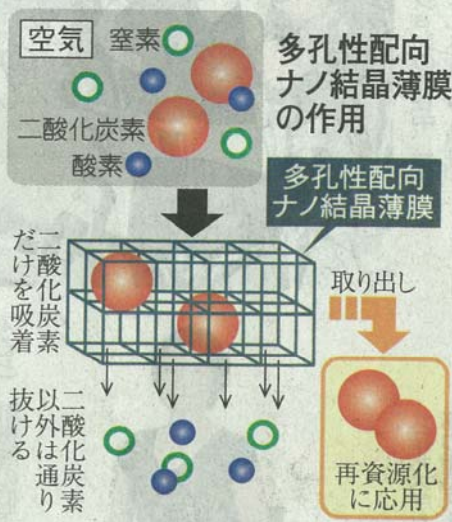 多孔性配向
ナノ結晶薄膜
の作用
空気
窒素
二酸化炭素
酸素
多孔性配向
ナノ結晶薄膜
二酸化炭素
だけを吸着
取り出し
二酸化炭素
以外は通り
抜ける
再資源化
に応用